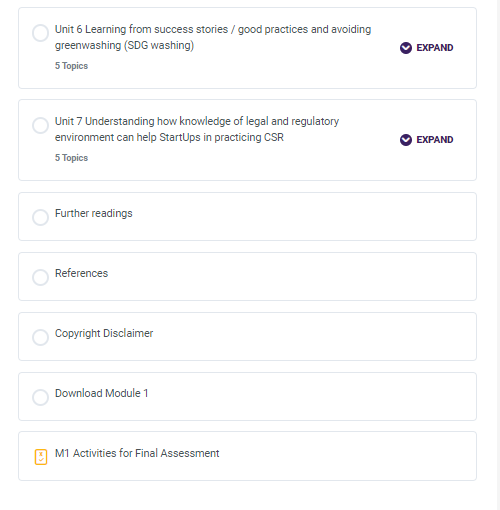 Unit 6 Learning from success stories / good practices and avoiding
greenwashing (SDG washing)
EXPAND
5 Topics
Unit 7 Understanding how knowledge of legal and regulatory
environment can help StartUps in practicing CSR
EXPAND
5 Topics
Further readings
References
Copyright Disclaimer
Download Module 1
M1 Activities for Final Assessment